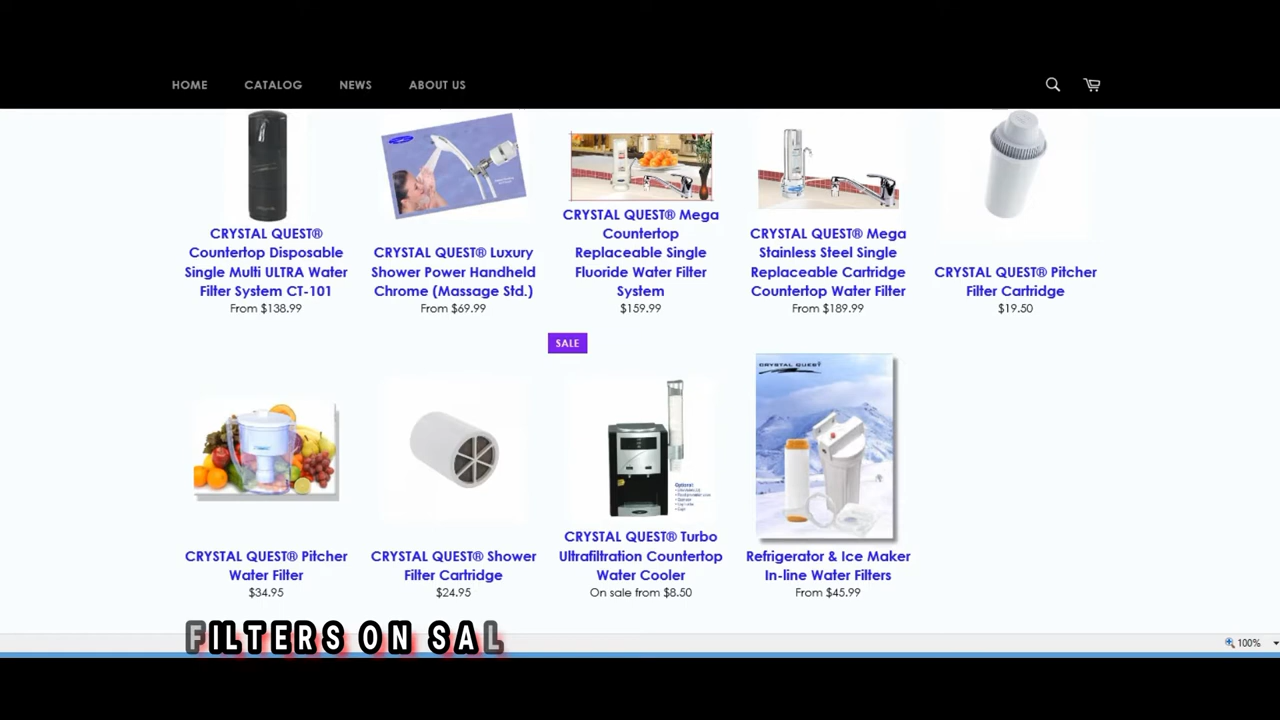 HOME CATALOG NEWS ABOUT US
CRYSTAL QUEST®
Countertop Disposable
Single Multi ULTRA Water
Filter System CT-101
From $138.99
CRYSTAL QUEST® Luxury
Shower Power Handheld
Chrome (Massage Std.)
From $69.99
CRYSTAL QUEST® Mega
Countertop
Replaceable Single
Fluoride Water Filter
System
$159.99
CRYSTAL QUEST® Mega
Stainless Steel Single
Replaceable Cartridge
Countertop Water Filter
From $189.99
CRYSTAL QUEST® Pitcher
Filter Cartridge
$19.50
CRYSTAL QUEST® Pitcher
Water Filter
$34.95
CRYSTAL QUEST® Shower
Filter Cartridge
$24.95
SALE
Optional:
CRYSTAL QUEST® Turbo
Ultrafiltration Countertop
Water Cooler
On sale from $8.50
CRYSTAL QUEST
Refrigerator & Ice Maker
In-line Water Filters
From $45.99
FILTERS ON SAL
100%